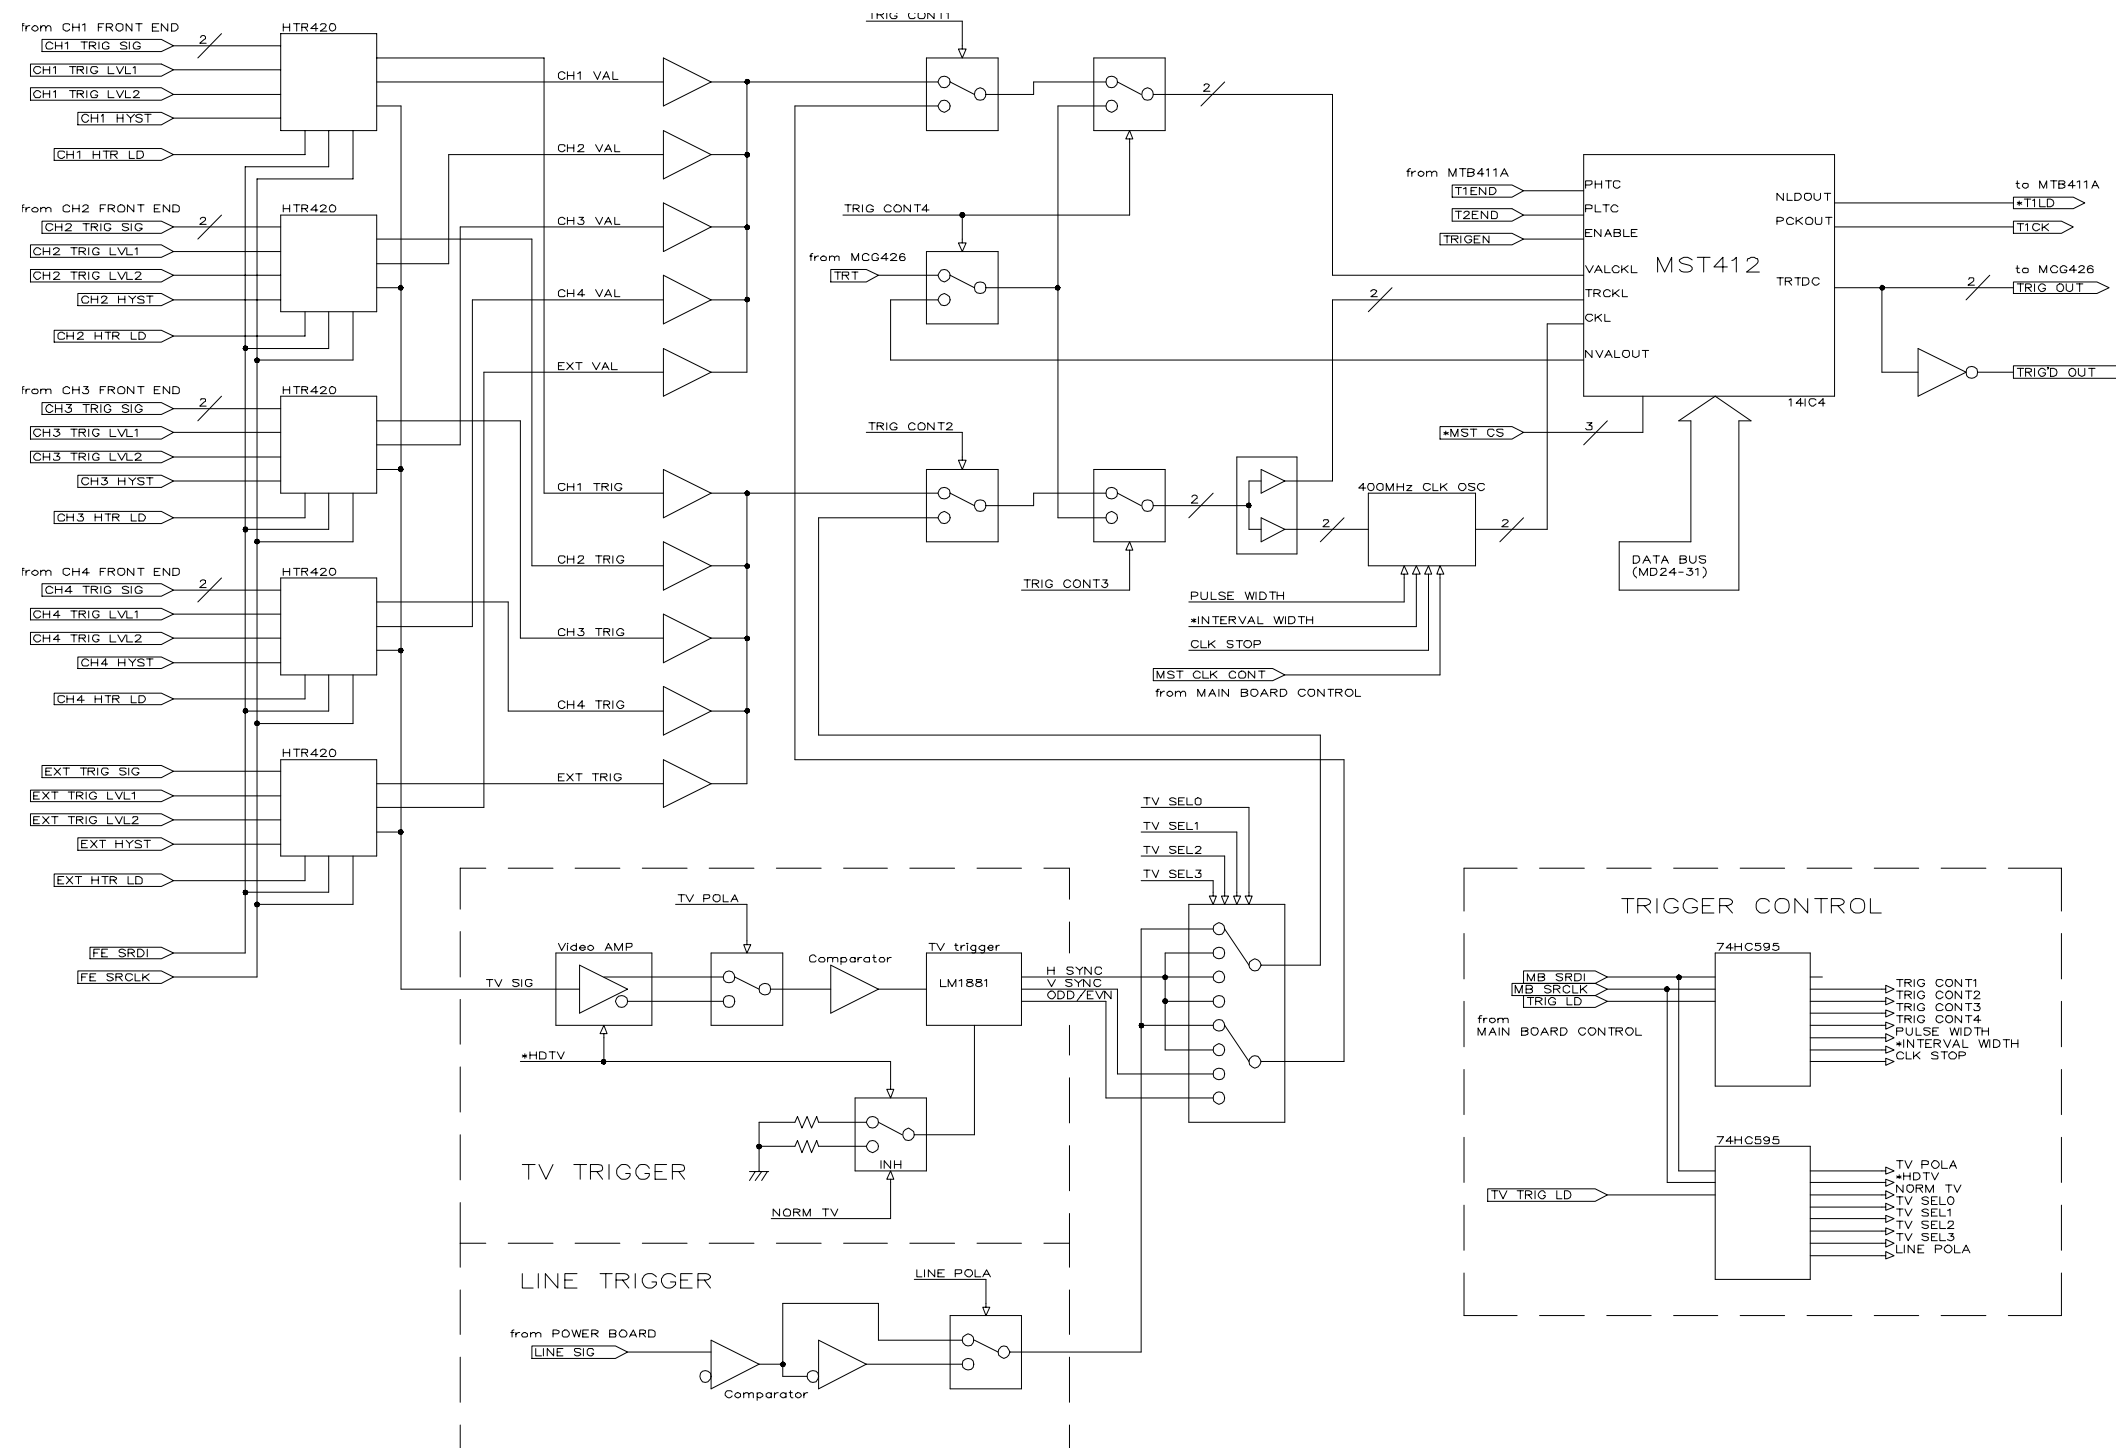 from CH1 FRONT END
HTR420
CH1 TRIG SIG
2
CH1 TRIG LVL1
CH1 TRIG LVL2
CH1 HYST
CH1 HTR LD
from CH2 FRONT END
HTR420
CH2 TRIG SIG
2
CH2 TRIG LVL1
CH2 TRIG LVL2
CH2 HYST
CH2 HTR LD
from CH3 FRONT END
HTR420
CH3 TRIG SIG
2
CH3 TRIG LVL1
CH3 TRIG LVL2
CH3 HYST
CH3 HTR LD
from CH4 FRONT END
HTR420
CH4 TRIG SIG
2
CH4 TRIG LVL1
CH4 TRIG LVL2
CH4 HYST
CH4 HTR LD
HTR420
EXT TRIG SIG
EXT TRIG LVL1
EXT TRIG LVL2
EXT HYST
EXT HTR LD
FE SRDI
FE SRCLK
CH1 VAL
CH2 VAL
CH3 VAL
CH4 VAL
EXT VAL
CH1 TRIG
CH2 TRIG
CH3 TRIG
CH4 TRIG
EXT TRIG
TRIG CONT1
2
TRIG CONT4
from MCG426
TRT
TRIG CONT2
TRIG CONT3
2
2
2
2
400MHz CLK OSC
PULSE WIDTH
*INTERVAL WIDTH
CLK STOP
MST CLK CONT
from MAIN BOARD CONTROL
from MTB411A
T1END
T2END
TRIGEN
PHTC
PLTC
ENABLE
VALCKL
TRCKL
CKL
NVALOUT
MST412
NLDOUT
PCKOUT
TRTDC
14IC4
to MTB411A
*T1LD
T1CK
to MCG426
2
TRIG OUT
TRIG'D OUT
*MST CS
3
DATA BUS
(MD24-31)
TV SEL0
TV SEL1
TV SEL2
TV SEL3
TV POLA
Video AMP
TV SIG
Comparator
TV trigger
LM1881
H SYNC
V SYNC
ODD/EVN
*HDTV
INH
NORM TV
TV TRIGGER
LINE TRIGGER
LINE POLA
from POWER BOARD
LINE SIG
Comparator
TRIGGER CONTROL
74HC595
MB SRDI
MB SRCLK
TRIG LD
from
MAIN BOARD CONTROL
TRIG CONT1
TRIG CONT2
TRIG CONT3
TRIG CONT4
PULSE WIDTH
*INTERVAL WIDTH
CLK STOP
74HC595
TV TRIG LD
TV POLA
*HDTV
NORM TV
TV SEL0
TV SEL1
TV SEL2
TV SEL3
LINE POLA